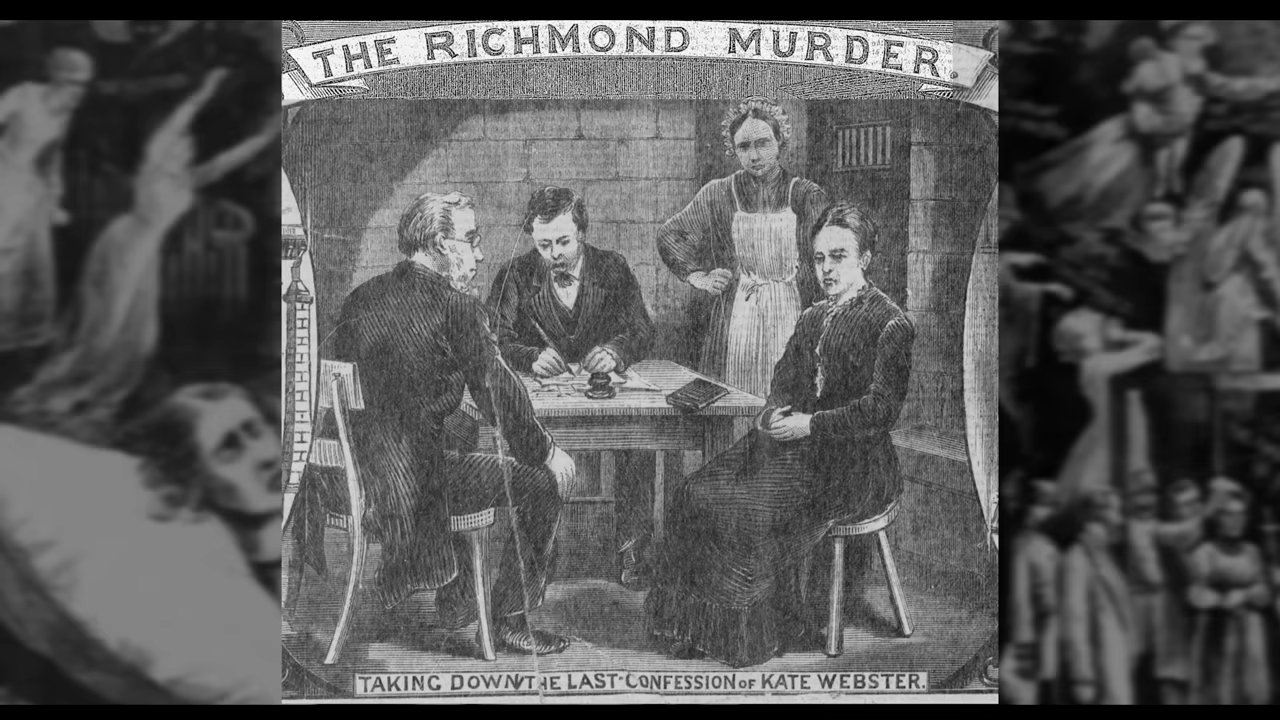 THE RICHMOND MURDER.
TAKING DOWN THE LAST CONFESSION OF KATE WEBSTER.